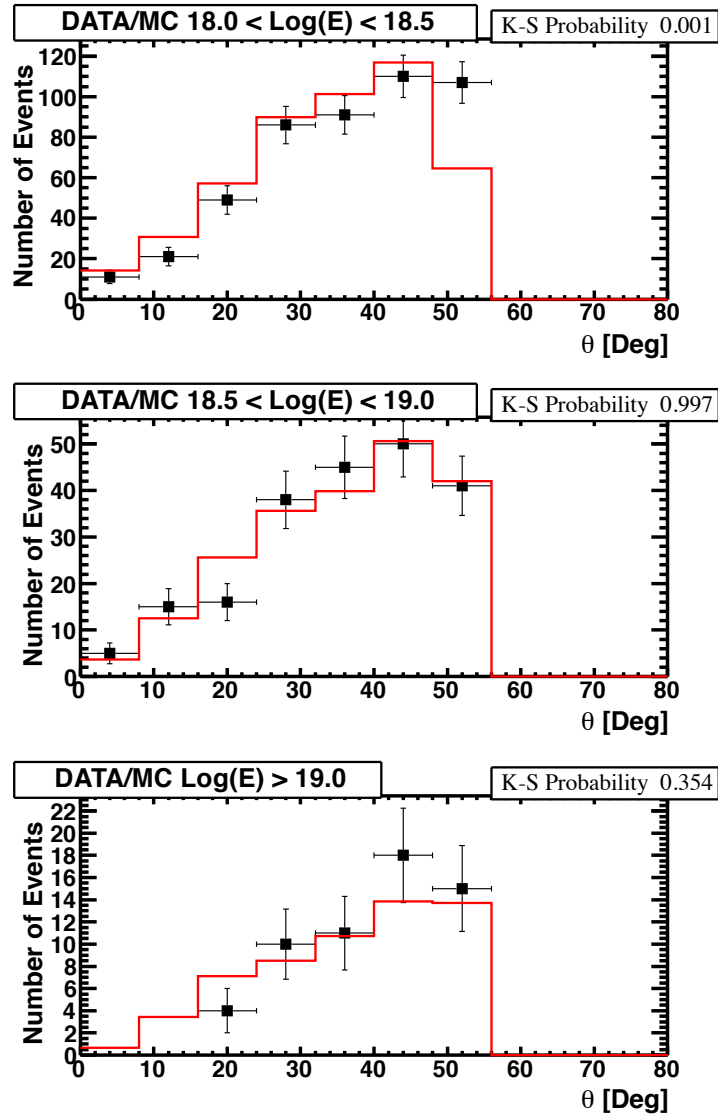 DATA/MC 18.0 < Log(E) < 18.5
K-S Probability 0.001
Number of Events
120
100
80
60
40
20
0
0 10 20 30 40 50 60 70 80
θ [Deg]
DATA/MC 18.5 < Log(E) < 19.0
K-S Probability 0.997
Number of Events
50
40
30
20
10
0
0 10 20 30 40 50 60 70 80
θ [Deg]
DATA/MC Log(E) > 19.0
K-S Probability 0.354
Number of Events
22
20
18
16
14
12
10
8
6
4
2
0
0 10 20 30 40 50 60 70 80
θ [Deg]